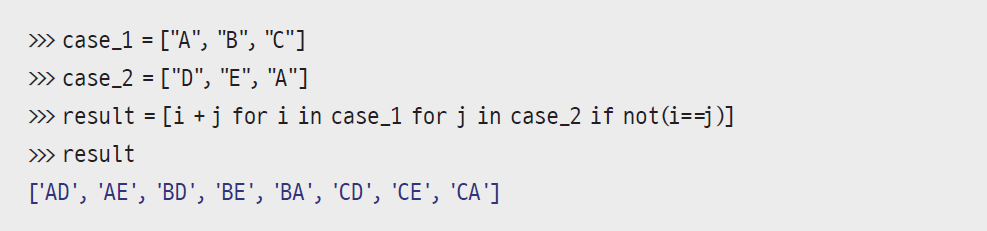 >>> case_1 = ["A", "B", "C"]
>>> case_2 = ["D", "E", "A"]
>>> result = [i + j for i in case_1 for j in case_2 if not(i==j)]
>>> result
['AD', 'AE', 'BD', 'BE', 'BA', 'CD', 'CE', 'CA']